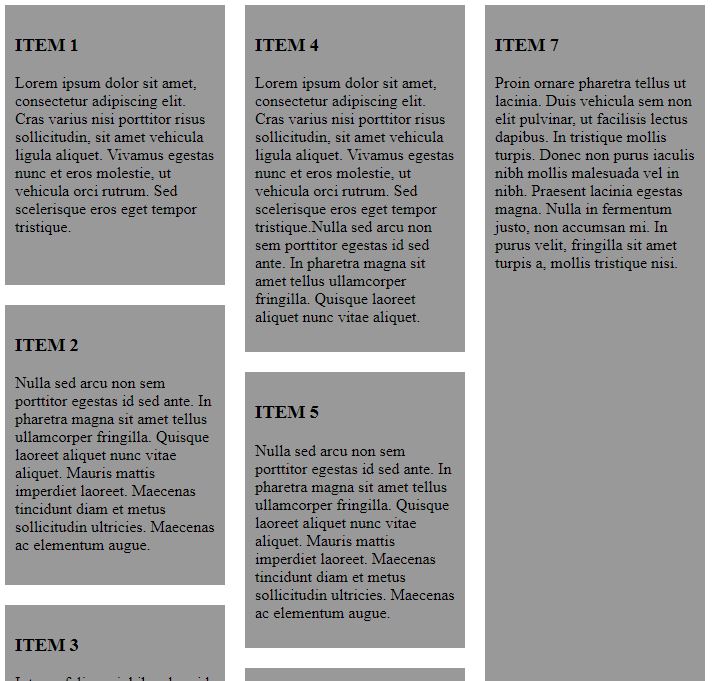 ITEM 1
Lorem ipsum dolor sit amet,
consectetur adipiscing elit.
Cras varius nisi porttitor risus
sollicitudin, sit amet vehicula
ligula aliquet. Vivamus egestas
nunc et eros molestie, ut
vehicula orci rutrum. Sed
scelerisque eros eget tempor
tristique.
ITEM 2
Nulla sed arcu non sem
porttitor egestas id sed ante. In
pharetra magna sit amet tellus
ullamcorper fringilla. Quisque
laoreet aliquet nunc vitae
aliquet. Mauris mattis
imperdiet laoreet. Maecenas
tincidunt diam et metus
sollicitudin ultricies. Maecenas
ac elementum augue.
ITEM 3
ITEM 4
Lorem ipsum dolor sit amet,
consectetur adipiscing elit.
Cras varius nisi porttitor risus
sollicitudin, sit amet vehicula
ligula aliquet. Vivamus egestas
nunc et eros molestie, ut
vehicula orci rutrum. Sed
scelerisque eros eget tempor
tristique.Nulla sed arcu non
sem porttitor egestas id sed
ante. In pharetra magna sit
amet tellus ullamcorper
fringilla. Quisque laoreet
aliquet nunc vitae aliquet.
ITEM 5
Nulla sed arcu non sem
porttitor egestas id sed ante. In
pharetra magna sit amet tellus
ullamcorper fringilla. Quisque
laoreet aliquet nunc vitae
aliquet. Mauris mattis
imperdiet laoreet. Maecenas
tincidunt diam et metus
sollicitudin ultricies. Maecenas
ac elementum augue.
ITEM 7
Proin ornare pharetra tellus ut
lacinia. Duis vehicula sem non
elit pulvinar, ut facilisis lectus
dapibus. In tristique mollis
turpis. Donec non purus iaculis
nibh mollis malesuada vel in
nibh. Praesent lacinia egestas
magna. Nulla in fermentum
justo, non accumsan mi. In
purus velit, fringilla sit amet
turpis a, mollis tristique nisi.